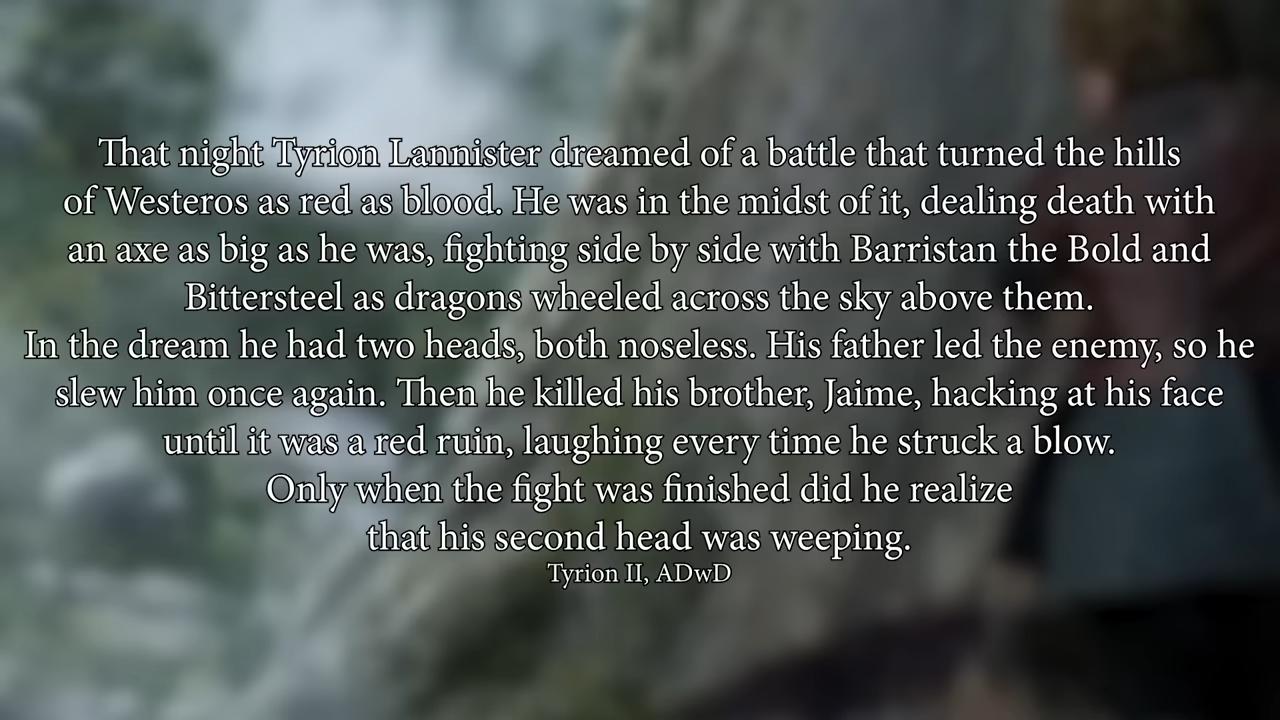 That night Tyrion Lannister dreamed of a battle that turned the hills
of Westeros as red as blood. He was in the midst of it, dealing death with
an axe as big as he was, fighting side by side with Barristan the Bold and
Bittersteel as dragons wheeled across the sky above them.
In the dream he had two heads, both noseless. His father led the enemy, so he
slew him once again. Then he killed his brother, Jaime, hacking at his face
until it was a red ruin, laughing every time he struck a blow.
Only when the fight was finished did he realize
that his second head was weeping.
Tyrion II, ADwD